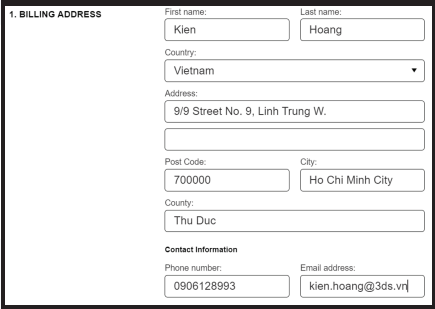 1. BILLING ADDRESS
First name: Last name:
Kien Hoang
Country:
Vietnam
Address:
9/9 Street No. 9, Linh Trung W.
Post Code: City:
700000 Ho Chi Minh City
County:
Thu Duc
Contact Information
Phone number: Email address:
0906128993 kien.hoang@3ds.vn